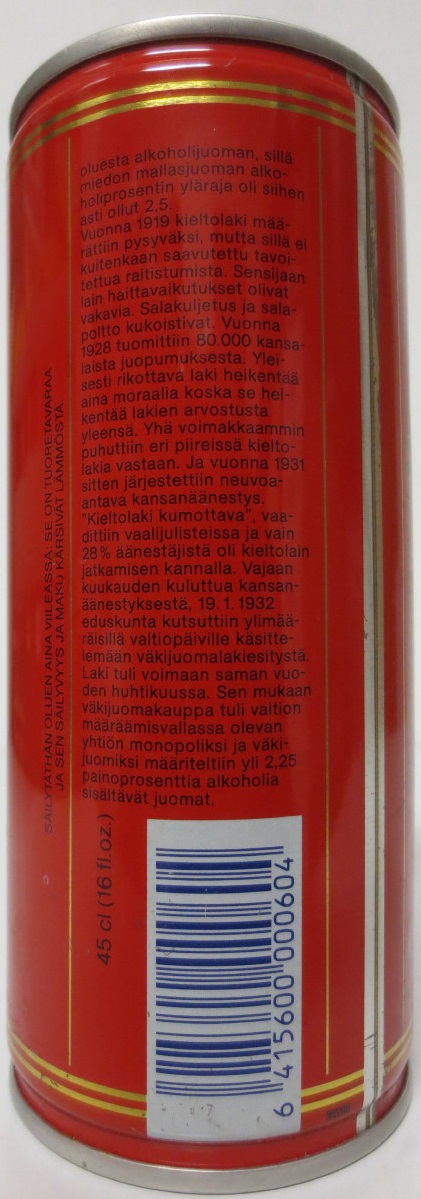 oluesta alkoholijuoman, sillä
miedon mallasjuoman alko-
holiprosentin yläraja oli siihen
asti ollut 2,5.
Vuonna 1919 kieltolaki mää-
rättiin pysyväksi, mutta sillä ei
kuitenkaan saavutettu tavoi-
tettua raitistumista. Sensijaan
lain haittavaikutukset olivat
vakavia. Salakuljetus ja sala-
poltto kukoistivat. Vuonna
1928 tuomittiin 80.000 kansa-
laista juopumuksesta. Ylei-
sesti rikottava laki heikentää
aina moraalia koska se hei-
kentää lakien arvostusta
yleensä. Yhä voimakkaammin
puhuttiin eri piireissä kielto-
lakia vastaan. Ja vuonna 1931
sitten järjestettiin neuvoa-
antava kansanäänestys.
"Kieltolaki kumottava", vaa-
dittiin vaalijulisteissa ja vain
28% äänestäjistä oli kieltolain
jatkamisen kannalla. Vajaan
kuukauden kuluttua kansan-
äänestyksestä, 19.1.1932
eduskunta kutsuttiin ylimää-
räisillä valtiopäiville käsitte-
lemään väkijuomalakiesitystä.
Laki tuli voimaan saman vuo-
den huhtikuussa. Sen mukaan
väkijuomakauppa tuli valtion
määräämisvallassa olevan
yhtiön monopoliksi ja väki-
juomiksi määriteltiin yli 2,25
painoprosenttia alkoholia
sisältävät juomat.
SÄILYTÄTHÄN OLUEN AINA VIILEÄSSÄ; SE ON TUORETAVARAA
JA SEN SÄILYVYYS JA MAKU KÄRSIVÄT LÄMMÖSTÄ
45 cl (16 fl.oz.)
6 415600 000604